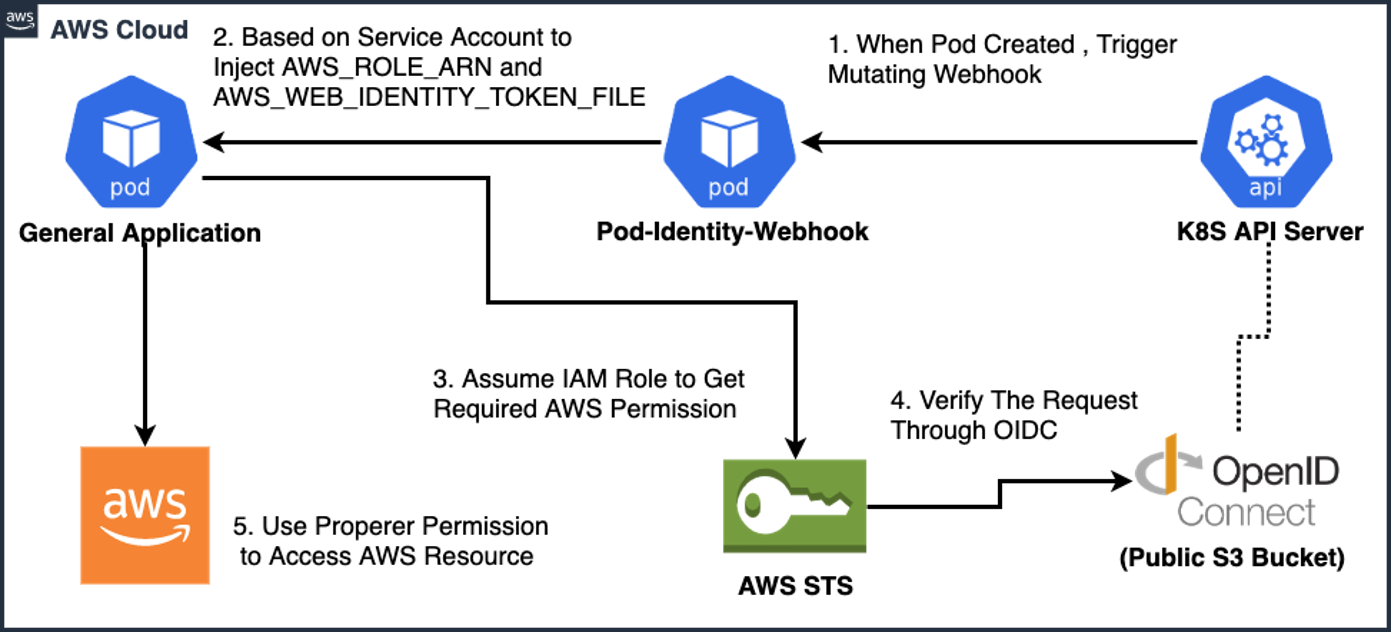 aws
AWS Cloud
2. Based on Service Account to
Inject AWS_ROLE_ARN and
AWS_WEB_IDENTITY_TOKEN_FILE
1. When Pod Created , Trigger
Mutating Webhook
pod
General Application
pod
Pod-Identity-Webhook
api
K8S API Server
3. Assume IAM Role to Get
Required AWS Permission
4. Verify The Request
Through OIDC
aws
5. Use Properer Permission
to Access AWS Resource
AWS STS
OpenID
Connect
(Public S3 Bucket)